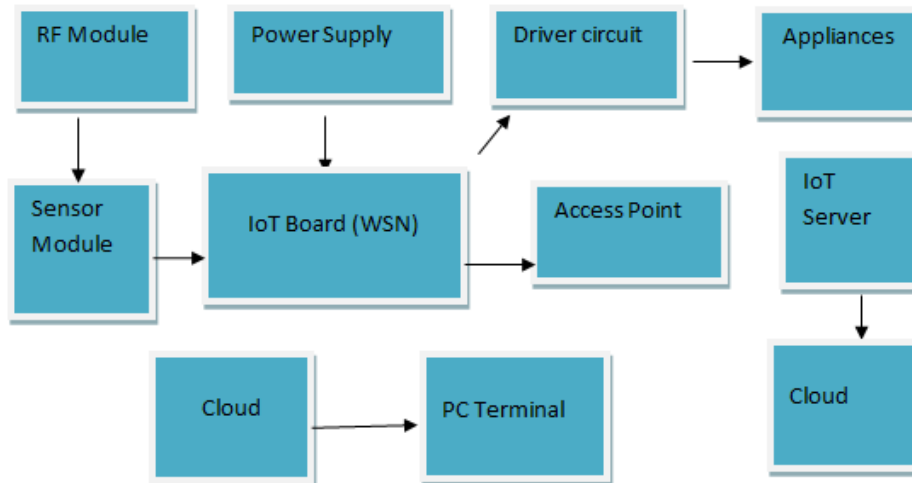 RF Module
Power Supply
Driver circuit
Appliances
Sensor
Module
IoT Board (WSN)
Access Point
IoT
Server
Cloud
PC Terminal
Cloud